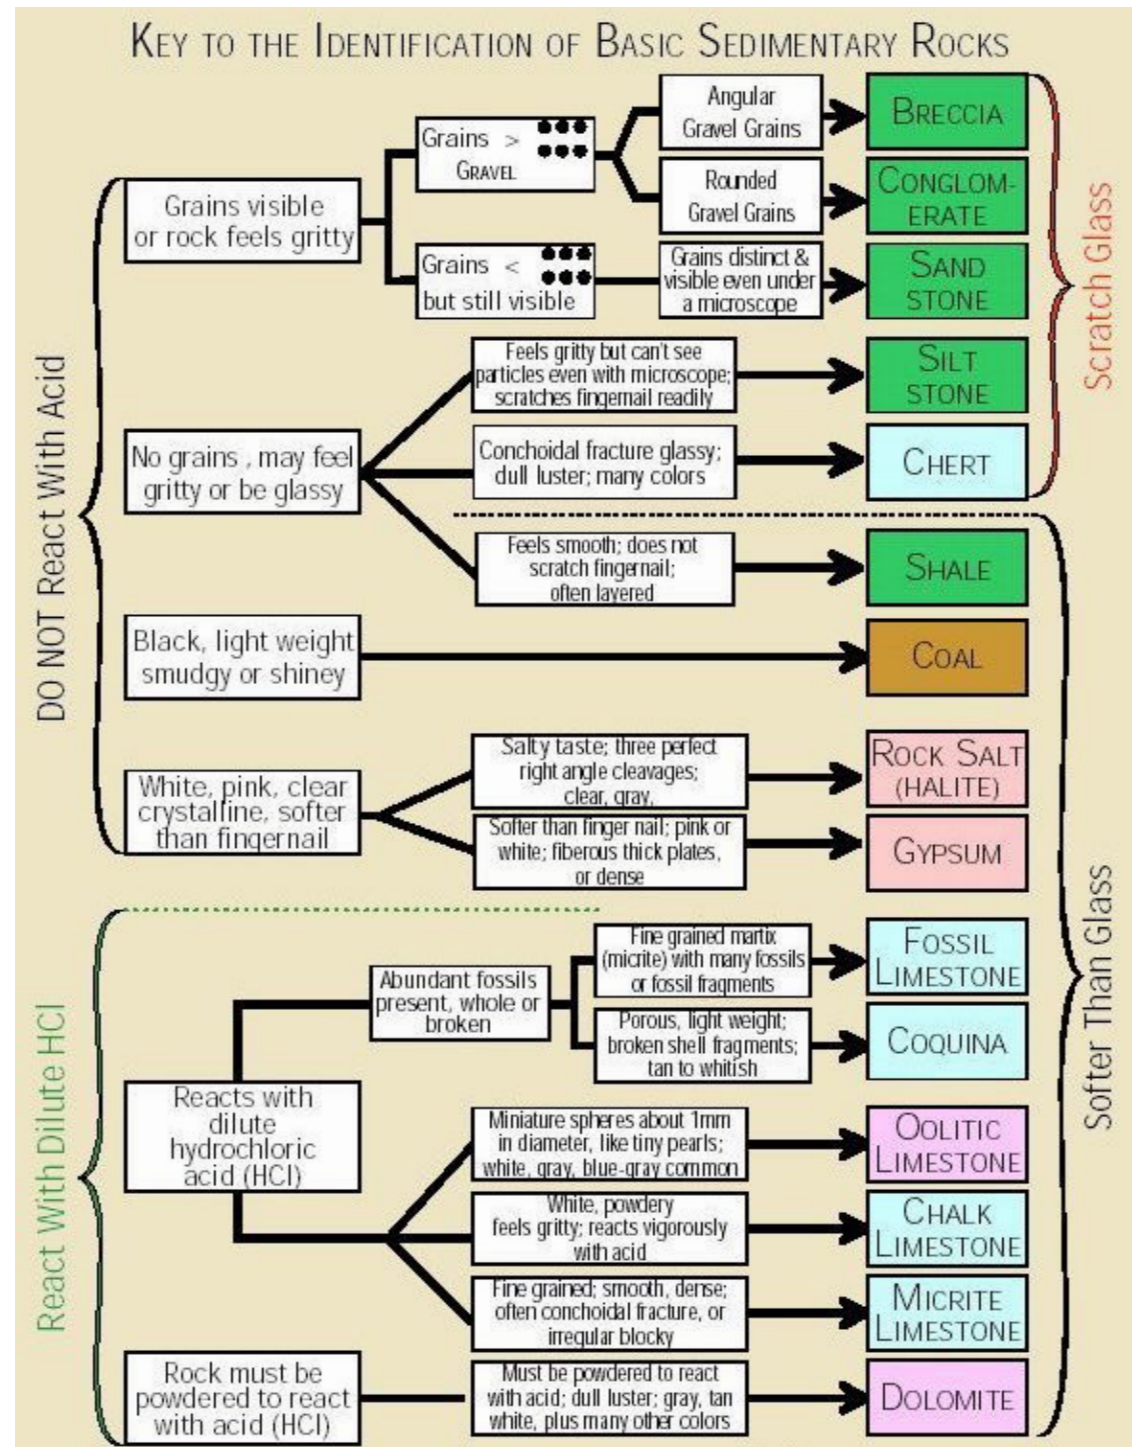 KEY TO THE IDENTIFICATION OF BASIC SEDIMENTARY ROCKS
DO NOT React With Acid
Grains visible
or rock feels gritty
Grains >
GRAVEL
Angular
Gravel Grains
BRECCIA
Rounded
Gravel Grains
CONGLOM-
ERATE
Grains <
but still visible
Grains distinct &
visible even under
a microscope
SAND
STONE
Scratch Glass
No grains , may feel
gritty or be glassy
Feels gritty but can't see
particles even with microscope;
scratches fingernail readily
SILT
STONE
Conchoidal fracture glassy;
dull luster; many colors
CHERT
Feels smooth; does not
scratch fingernail;
often layered
SHALE
Black, light weight
smudgy or shiney
COAL
White, pink, clear
crystalline, softer
than fingernail
Salty taste; three perfect
right angle cleavages;
clear, gray,
ROCK SALT
(HALITE)
Softer than finger nail; pink or
white; fiberous thick plates,
or dense
GYPSUM
Softer Than Glass
React With Dilute HCl
Reacts with
dilute
hydrochloric
acid (HCl)
Abundant fossils
present, whole or
broken
Fine grained martix
(micrite) with many fossils
or fossil fragments
FOSSIL
LIMESTONE
Porous, light weight;
broken shell fragments;
tan to whitish
COQUINA
Miniature spheres about 1mm
in diameter, like tiny pearls;
white, gray, blue-gray common
OOLITIC
LIMESTONE
White, powdery
feels gritty; reacts vigorously
with acid
CHALK
LIMESTONE
Fine grained; smooth, dense;
often conchoidal fracture, or
irregular blocky
MICRITE
LIMESTONE
Rock must be
powdered to react
with acid (HCl)
Must be powdered to react
with acid; dull luster; gray, tan
white, plus many other colors
DOLOMITE